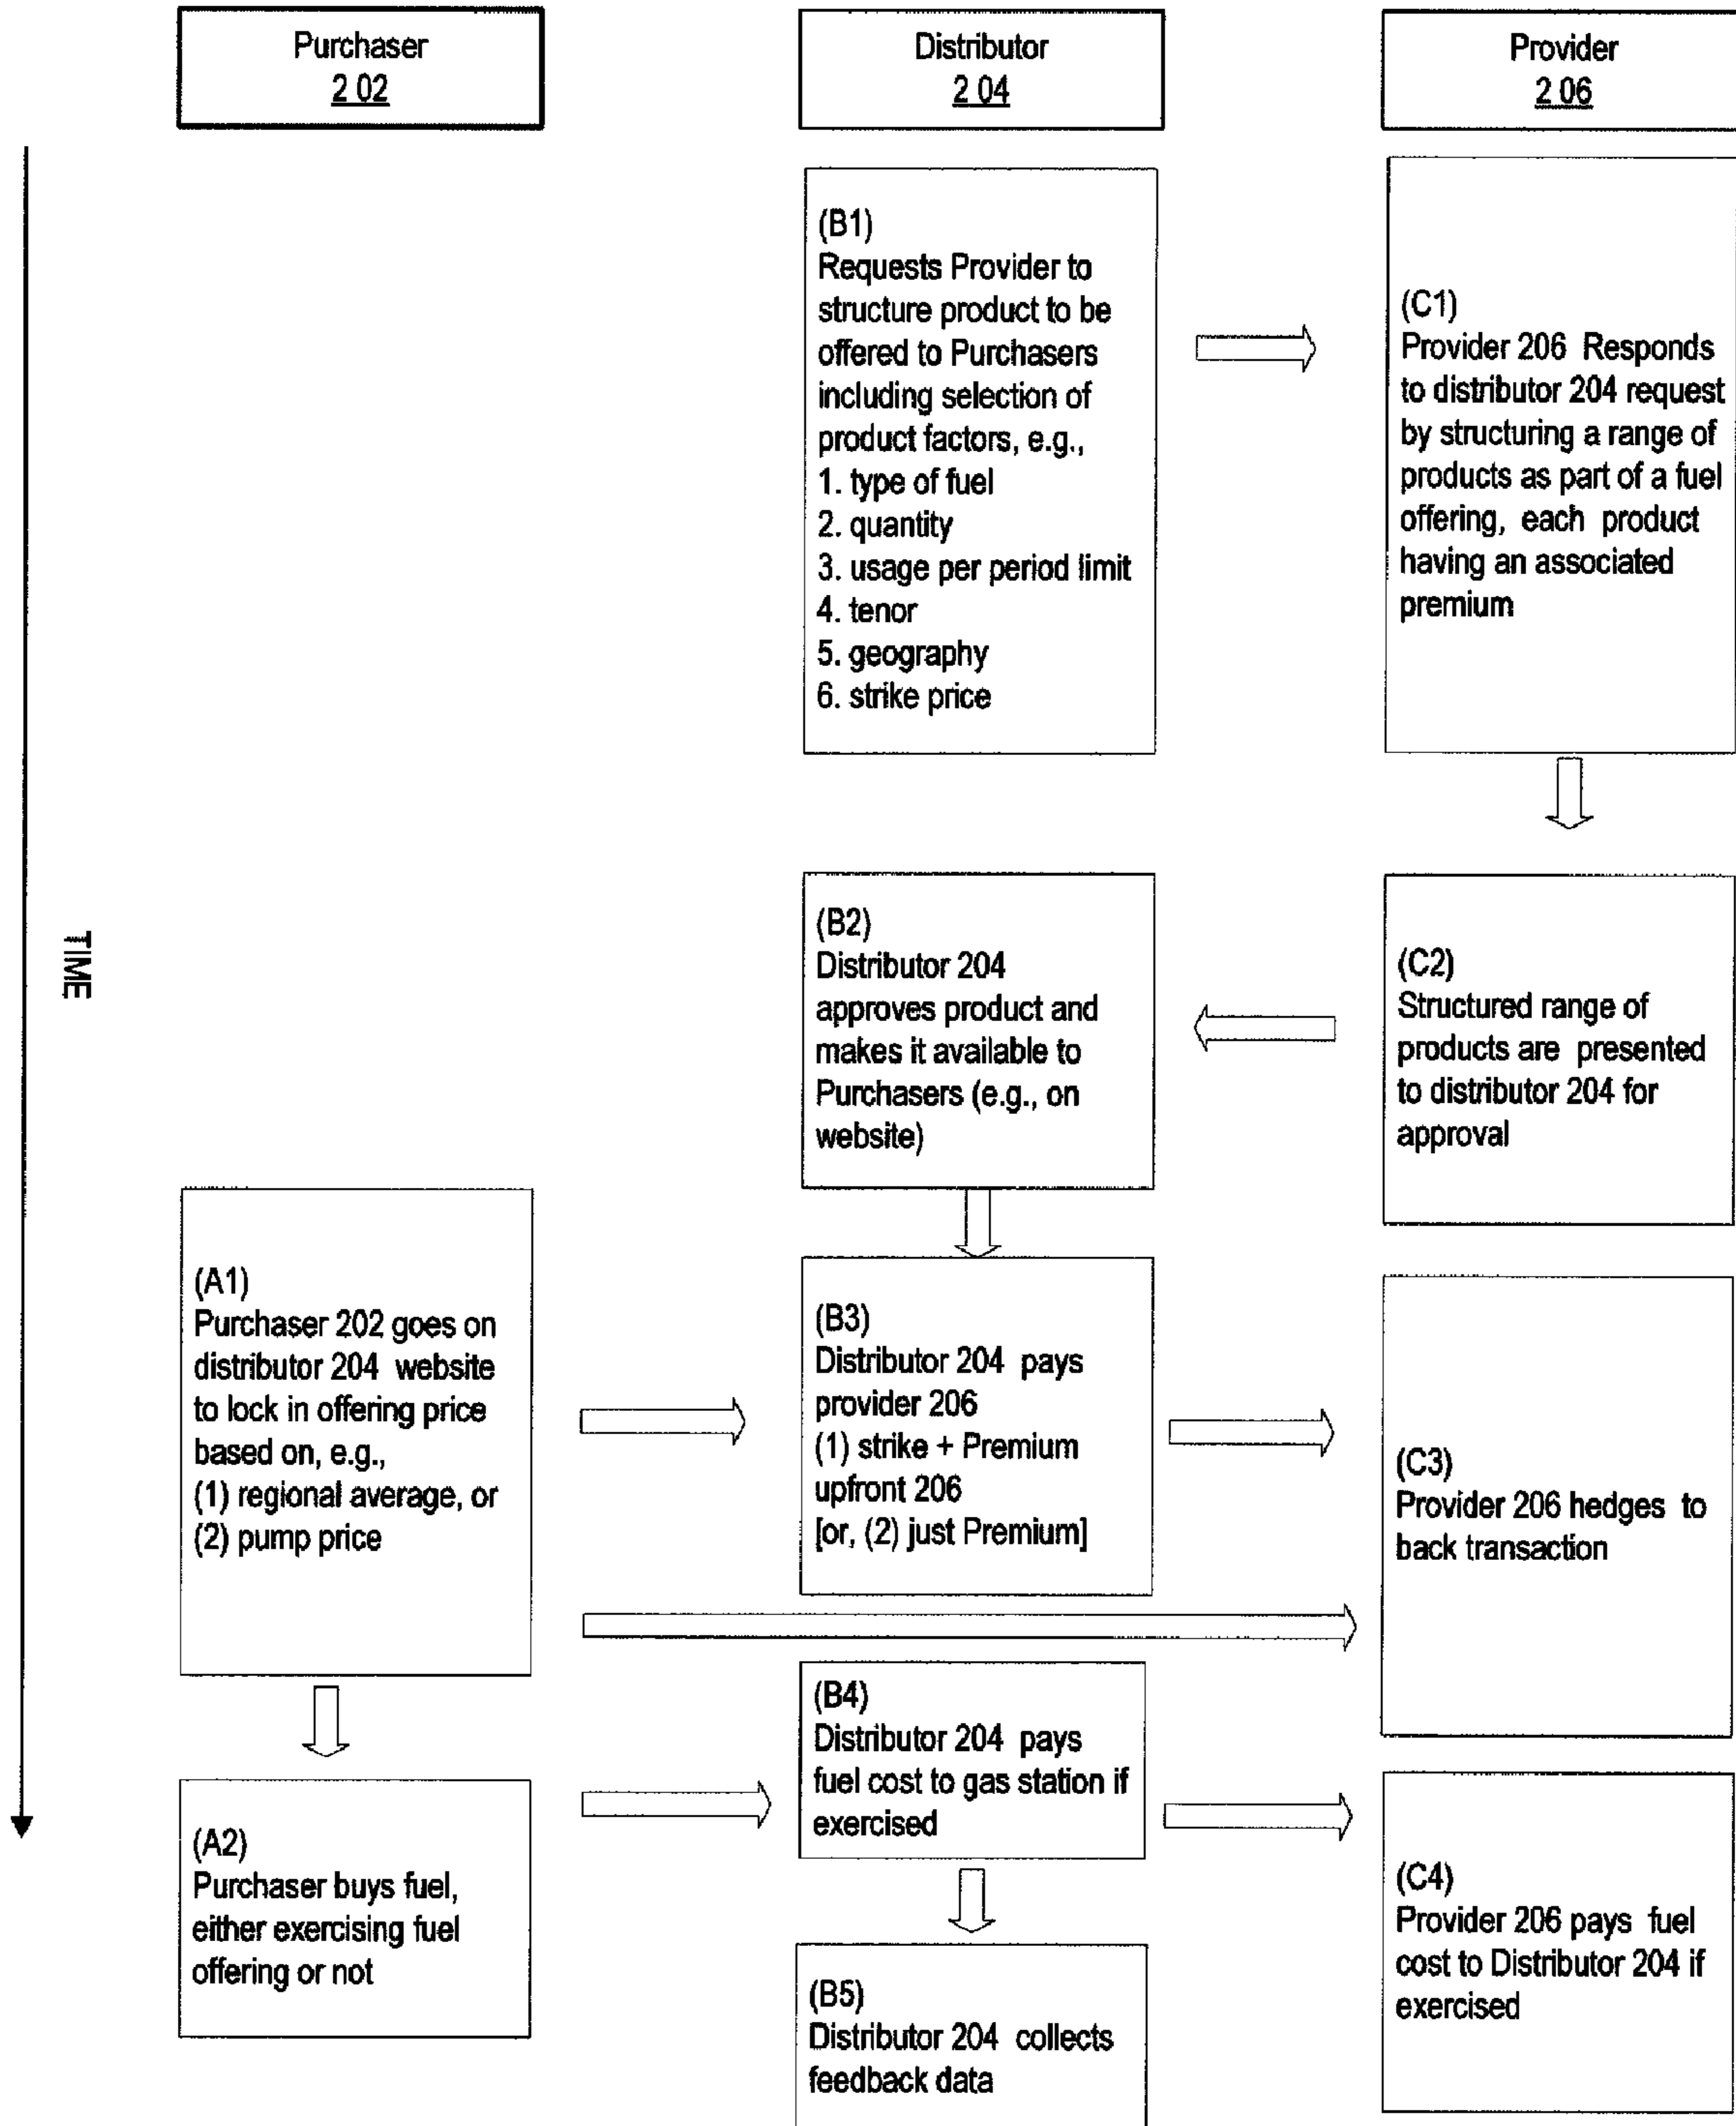 Purchaser
2 02
Distributor
2 04
Provider
2 06
TIME
(B1)
Requests Provider to
structure product to be
offered to Purchasers
including selection of
product factors, e.g.,
1. type of fuel
2. quantity
3. usage per period limit
4. tenor
5. geography
6. strike price
(C1)
Provider 206 Responds
to distributor 204 request
by structuring a range of
products as part of a fuel
offering, each product
having an associated
premium
(B2)
Distributor 204
approves product and
makes it available to
Purchasers (e.g., on
website)
(C2)
Structured range of
products are presented
to distributor 204 for
approval
(A1)
Purchaser 202 goes on
distributor 204 website
to lock in offering price
based on, e.g.,
(1) regional average, or
(2) pump price
(B3)
Distributor 204 pays
provider 206
(1) strike + Premium
upfront 206
[or, (2) just Premium]
(C3)
Provider 206 hedges to
back transaction
(B4)
Distributor 204 pays
fuel cost to gas station if
exercised
(A2)
Purchaser buys fuel,
either exercising fuel
offering or not
(C4)
Provider 206 pays fuel
cost to Distributor 204 if
exercised
(B5)
Distributor 204 collects
feedback data